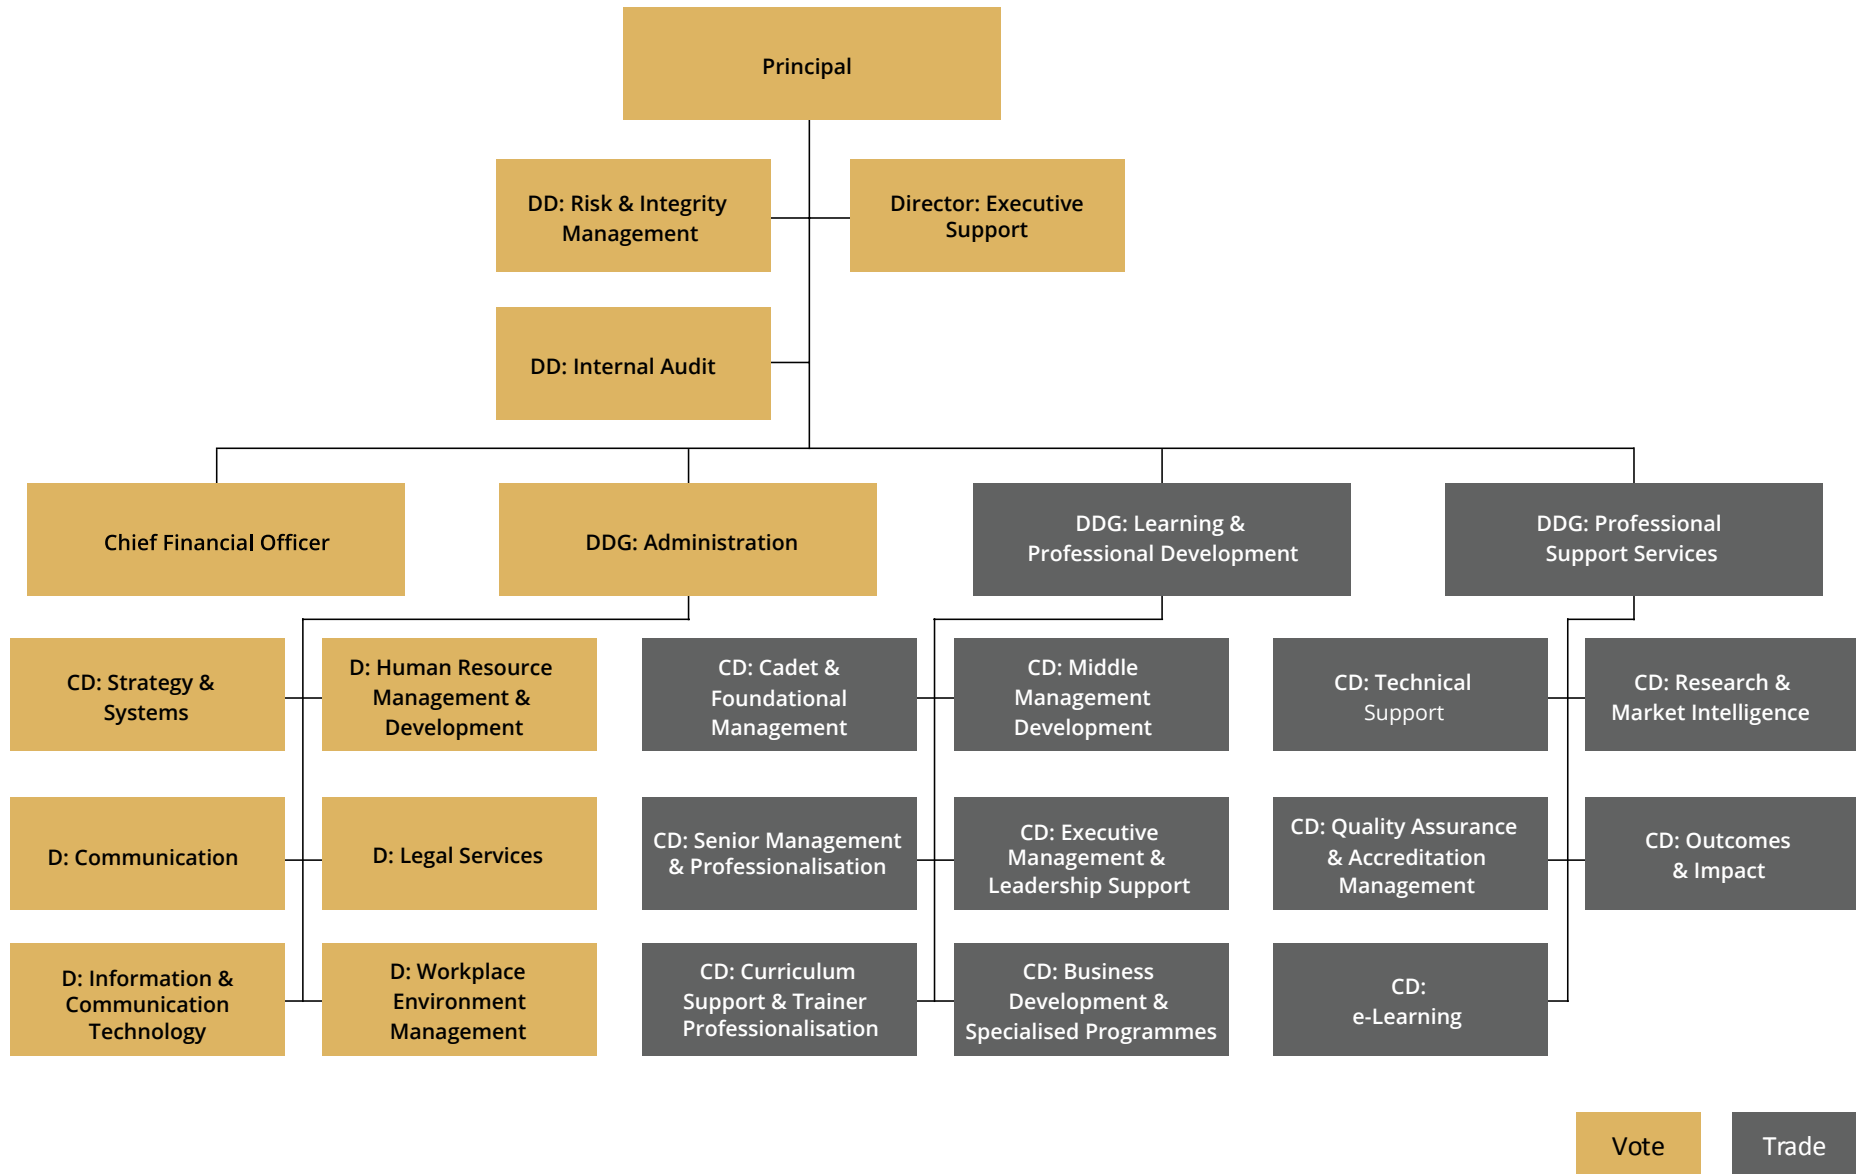 Principal
DD: Risk & Integrity
Management
Director: Executive
Support
DD: Internal Audit
Chief Financial Officer
DDG: Administration
DDG: Learning &
Professional Development
DDG: Professional
Support Services
CD: Strategy &
Systems
D: Human Resource
Management &
Development
CD: Cadet &
Foundational
Management
CD: Middle
Management
Development
CD: Technical
Support
CD: Research &
Market Intelligence
D: Communication
D: Legal Services
CD: Senior Management
& Professionalisation
CD: Executive
Management &
Leadership Support
CD: Quality Assurance
& Accreditation
Management
CD: Outcomes
& Impact
D: Information &
Communication
Technology
D: Workplace
Environment
Management
CD: Curriculum
Support & Trainer
Professionalisation
CD: Business
Development &
Specialised Programmes
CD:
e-Learning
Vote
Trade